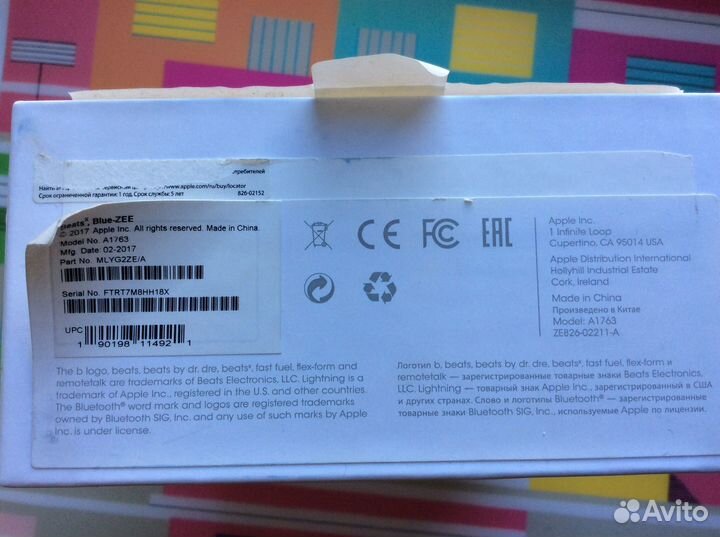 потребителей
www.apple.com/ru/buy/locator
Срок ограниченной гарантии: 1 год. Срок службы: 5 лет
826-02152
Beatsˣ, Blue-ZEE
© 2017 Apple Inc. All rights reserved. Made in China
Model No. A1763
Mfg. Date: 02-2017
Part No. MLYG2ZE/A
Serial No. FTRT7M8HH18X
UPC
1 90198 11492 1
CE FC EAC
Apple Inc.
1 Infinite Loop
Cupertino, CA 95014 USA
Apple Distribution International
Hollyhill Industrial Estate
Cork, Ireland
Made in China
Произведено в Китае
Model: A1763
ZE826-02211-A
The b logo, beats, beats by dr. dre, beatsˣ, fast fuel, flex-form and
remotetalk are trademarks of Beats Electronics, LLC. Lightning is a
trademark of Apple Inc., registered in the U.S. and other countries.
The Bluetooth® word mark and logos are registered trademarks
owned by Bluetooth SIG, Inc. and any use of such marks by Apple
Inc. is under license.
Логотип b, beats, beats by dr. dre, beatsˣ, fast fuel, flex-form и
remotetalk — зарегистрированные товарные знаки Beats Electronics,
LLC. Lightning — товарный знак Apple Inc., зарегистрированный в США
и других странах. Слово и логотипы Bluetooth® — зарегистрированные
товарные знаки Bluetooth SIG, Inc., используемые Apple по лицензии.
Avito